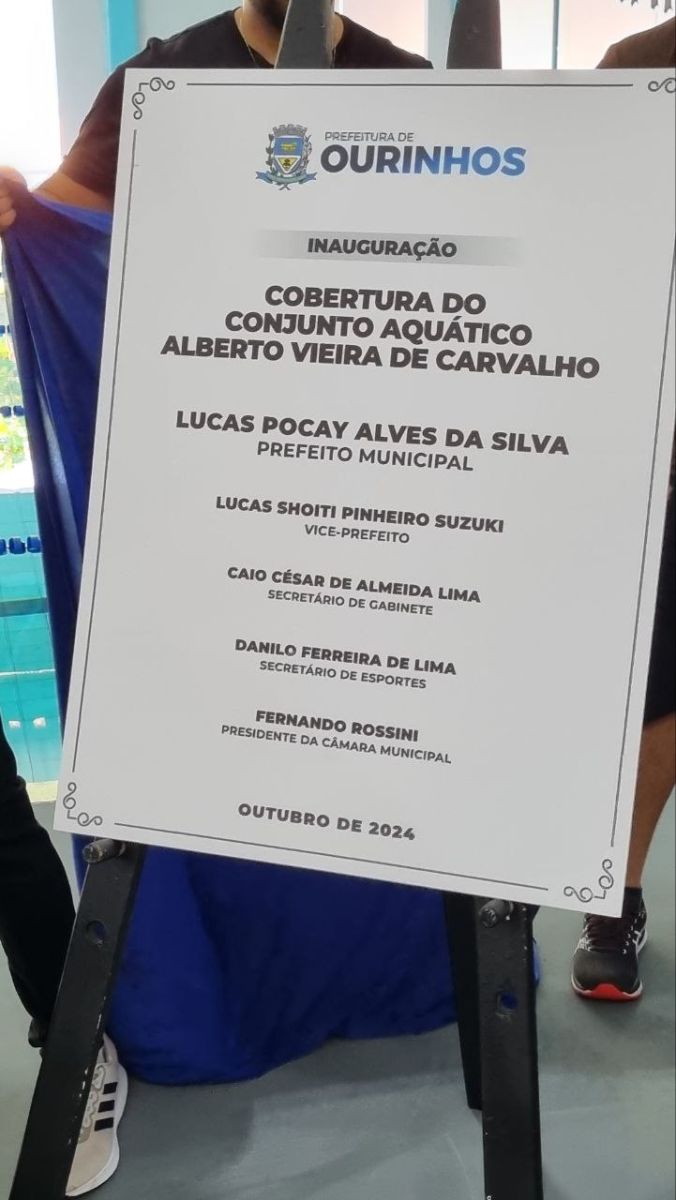 PREFEITURA DE
OURINHOS
INAUGURAÇÃO
COBERTURA DO
CONJUNTO AQUÁTICO
ALBERTO VIEIRA DE CARVALHO
LUCAS POCAY ALVES DA SILVA
PREFEITO MUNICIPAL
LUCAS SHOITI PINHEIRO SUZUKI
VICE-PREFEITO
CAIO CÉSAR DE ALMEIDA LIMA
SECRETÁRIO DE GABINETE
DANILO FERREIRA DE LIMA
SECRETÁRIO DE ESPORTES
FERNANDO ROSSINI
PRESIDENTE DA CÂMARA MUNICIPAL
OUTUBRO DE 2024